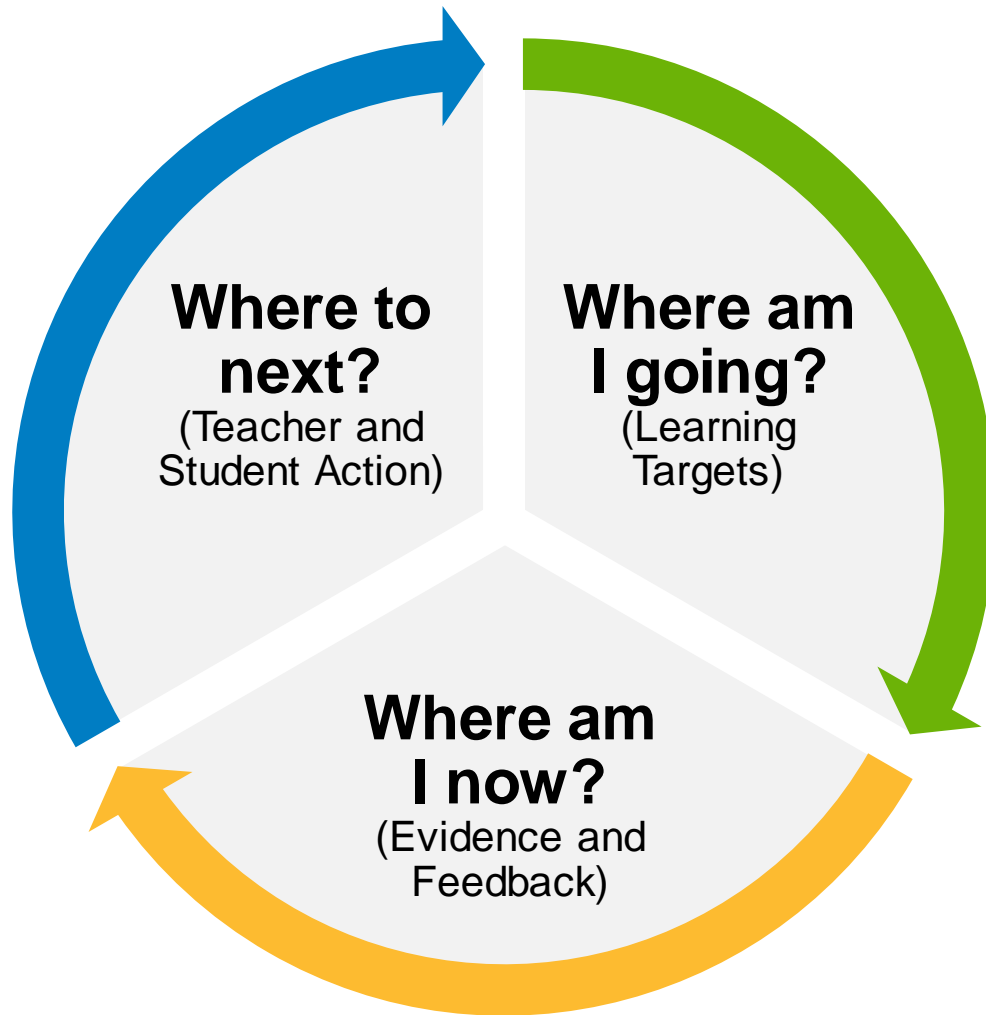 Where to
next?
(Teacher and
Student Action)
Where am
I going?
(Learning
Targets)
Where am
I now?
(Evidence and
Feedback)